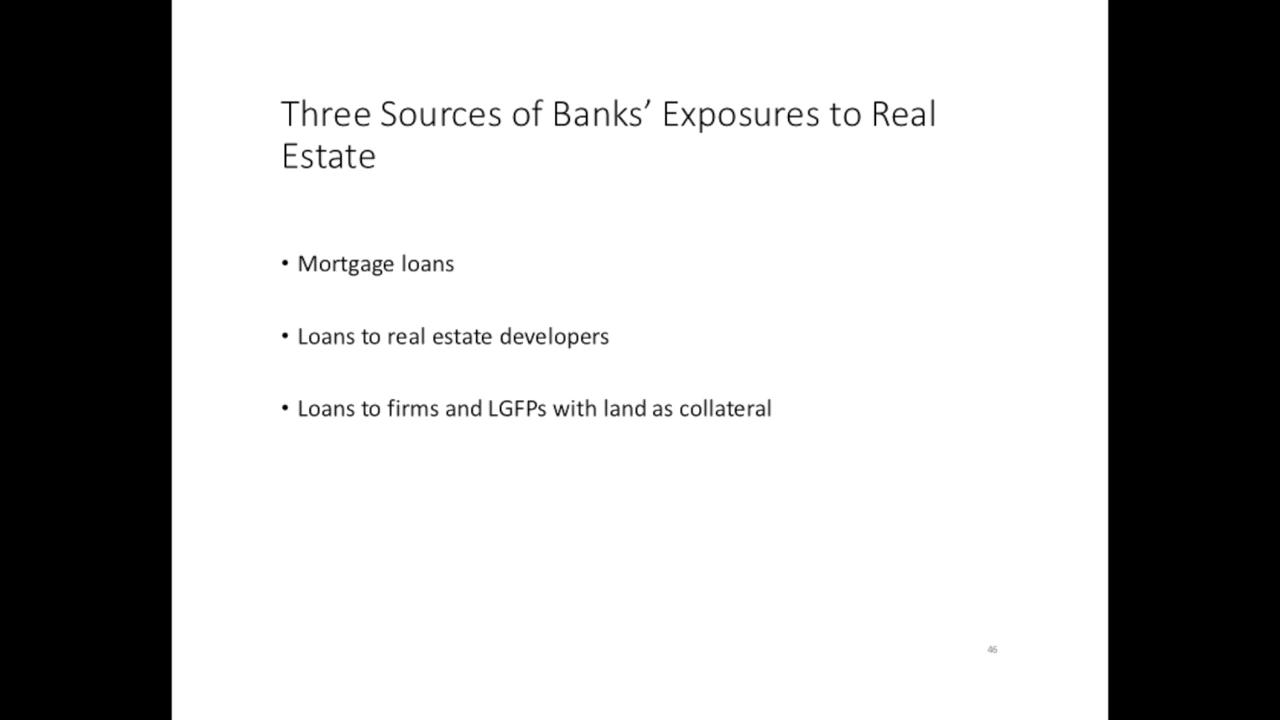 Three Sources of Banks’ Exposures to Real
Estate
• Mortgage loans
• Loans to real estate developers
• Loans to firms and LGFPs with land as collateral
46